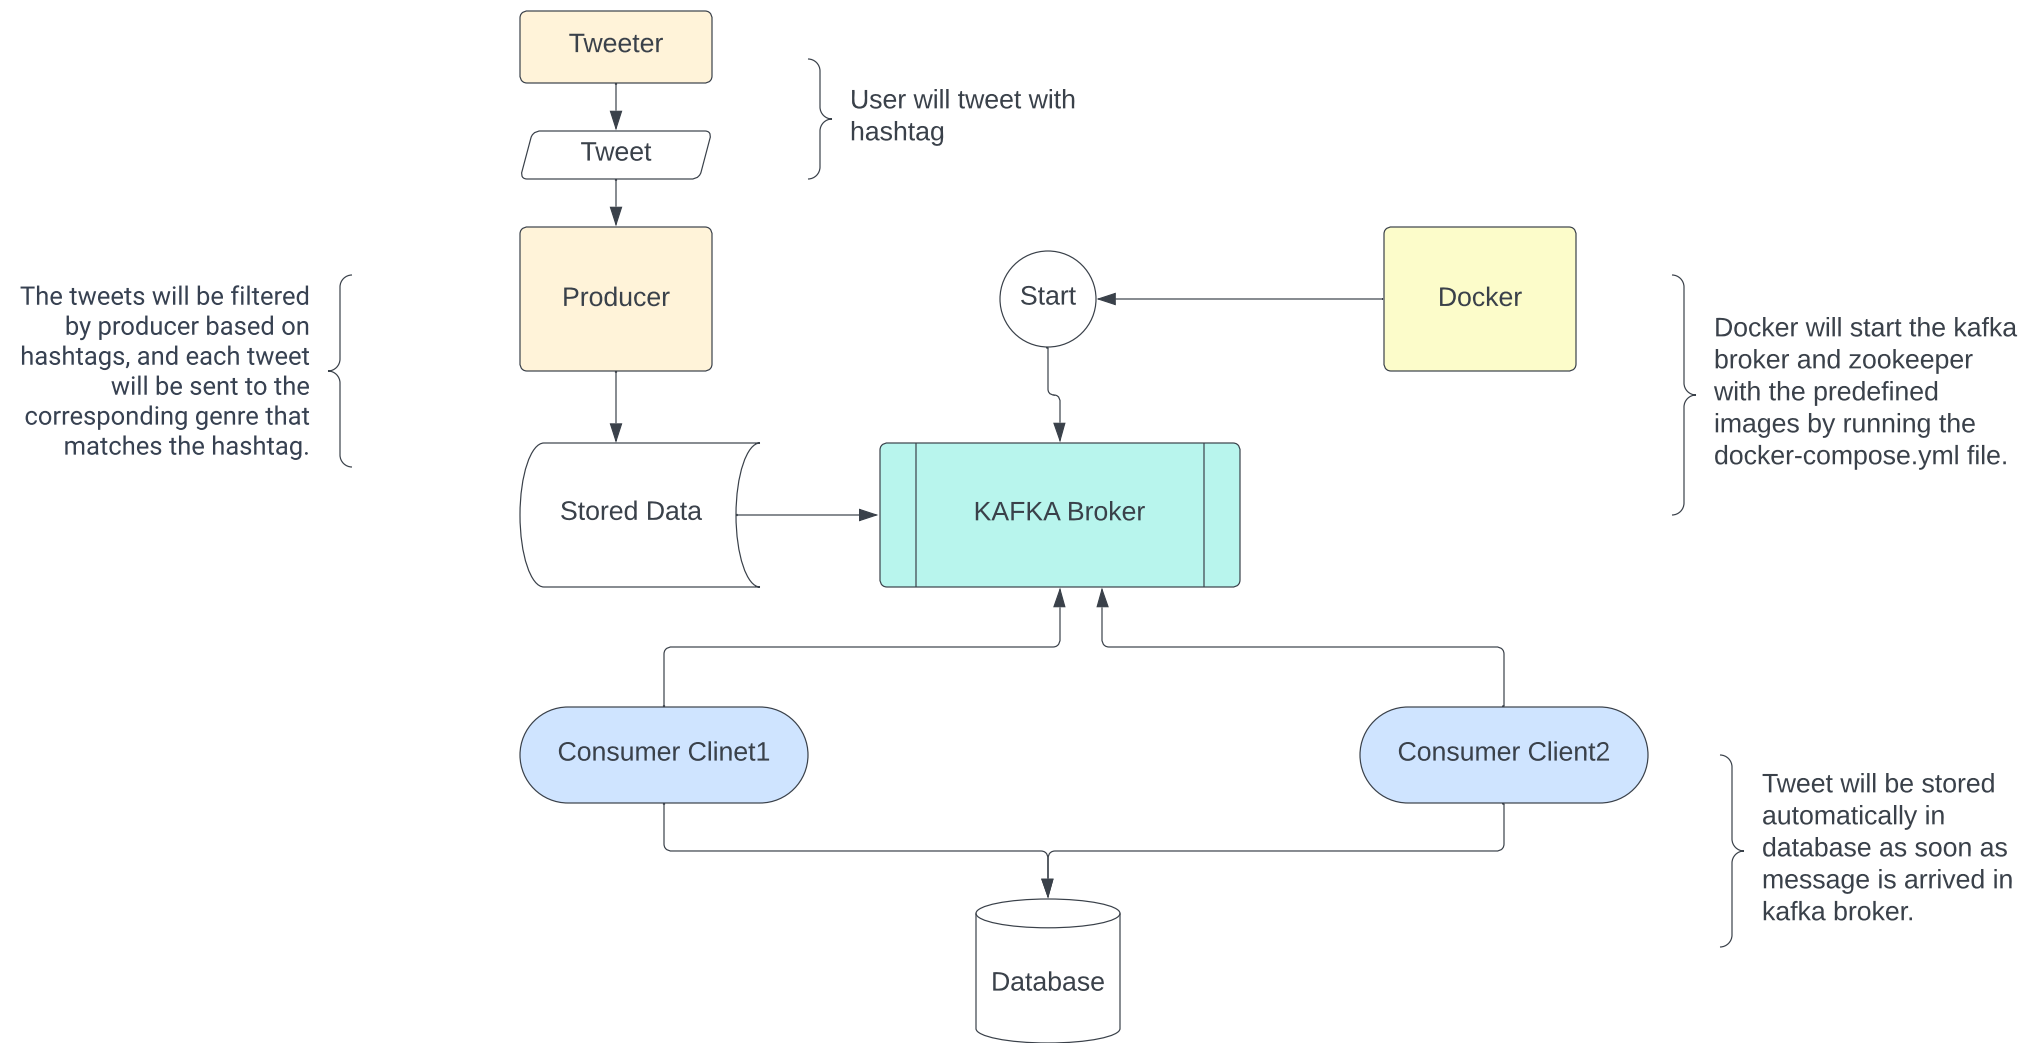 Tweeter
User will tweet with
hashtag
Tweet
The tweets will be filtered
by producer based on
hashtags, and each tweet
will be sent to the
corresponding genre that
matches the hashtag.
Producer
Start
Docker
Docker will start the kafka
broker and zookeeper
with the predefined
images by running the
docker-compose.yml file.
Stored Data
KAFKA Broker
Consumer Clinet1
Consumer Client2
Tweet will be stored
automatically in
database as soon as
message is arrived in
kafka broker.
Database